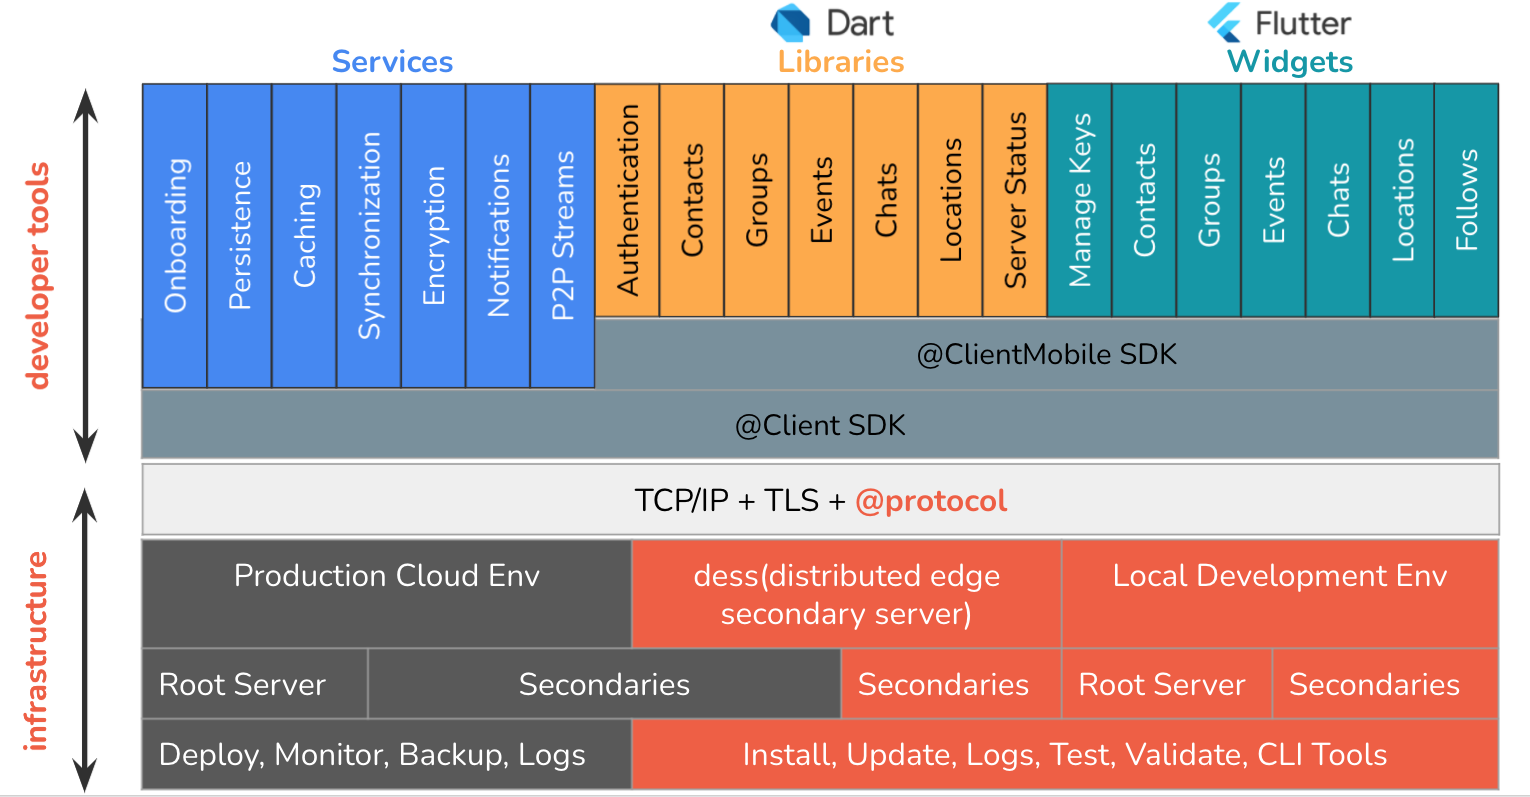 Dart
Flutter
Services
Libraries
Widgets
developer tools
Onboarding
Persistence
Caching
Synchronization
Encryption
Notifications
P2P Streams
Authentication
Contacts
Groups
Events
Chats
Locations
Server Status
Manage Keys
Contacts
Groups
Events
Chats
Locations
Follows
@ClientMobile SDK
@Client SDK
TCP/IP + TLS + @protocol
infrastructure
Production Cloud Env
dess(distributed edge
secondary server)
Local Development Env
Root Server
Secondaries
Secondaries
Root Server
Secondaries
Deploy, Monitor, Backup, Logs
Install, Update, Logs, Test, Validate, CLI Tools